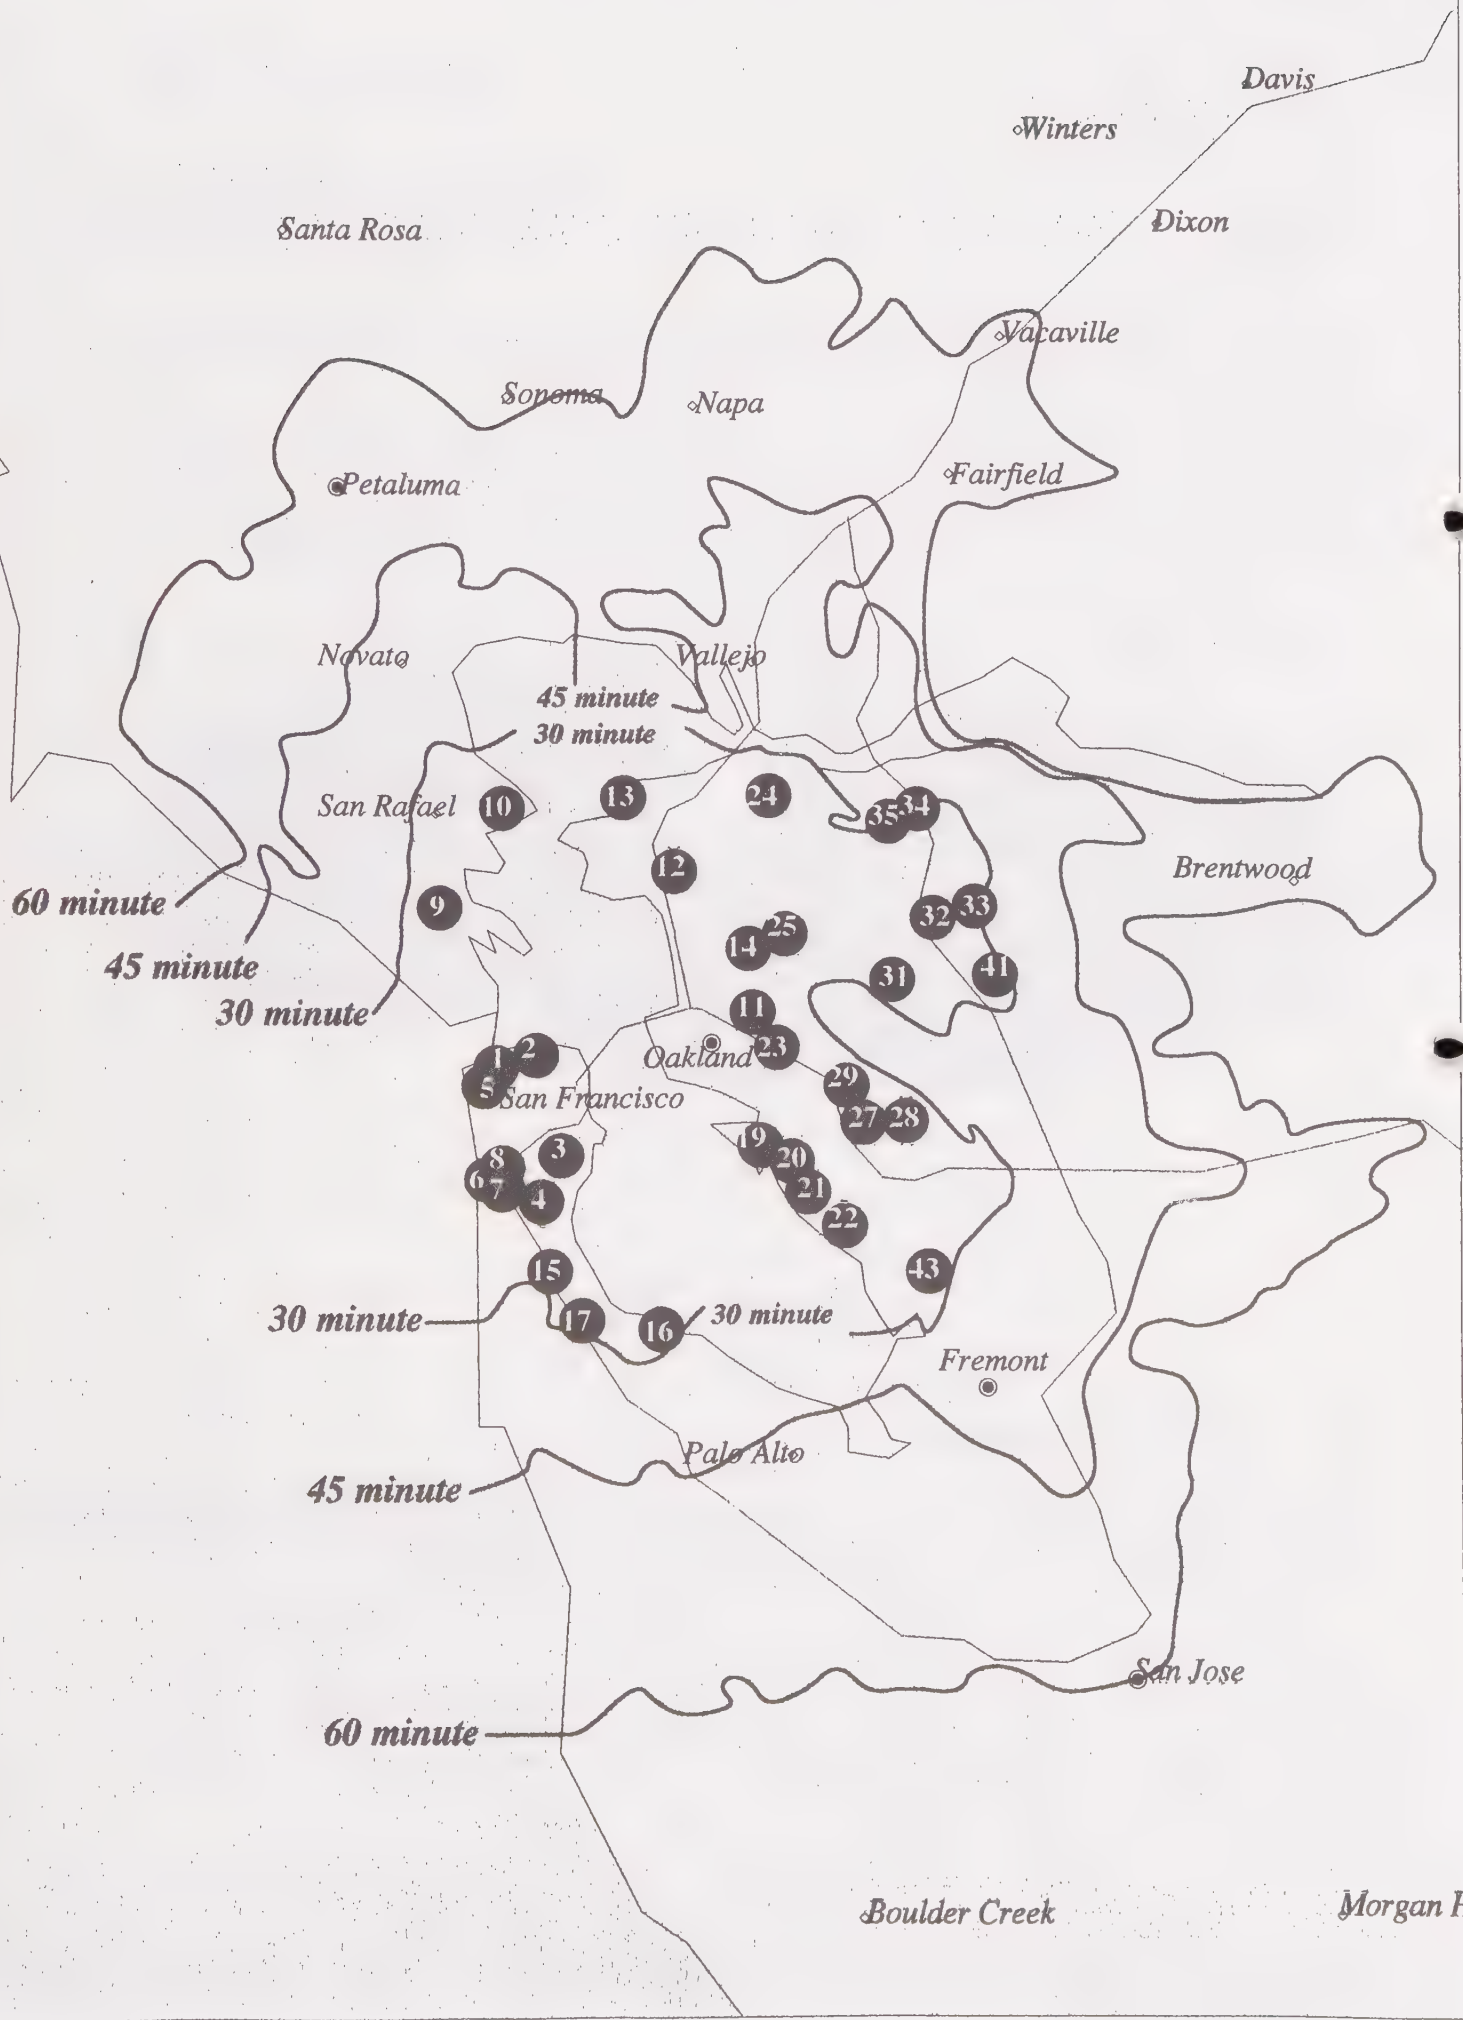 Davis
Winters
Santa Rosa
Dixon
Vacaville
Sonoma
Napa
Fairfield
Petaluma
Novato
Vallejo
45 minute
30 minute
San Rafael
10
13
24
35
34
12
Brentwood
60 minute
9
32
33
14
25
45 minute
31
41
30 minute
11
1
2
Oakland
23
5
San Francisco
29
27
28
19
8
3
20
6
7
4
21
22
15
43
30 minute
17
16
30 minute
Fremont
Palo Alto
45 minute
San Jose
60 minute
Boulder Creek
Morgan H